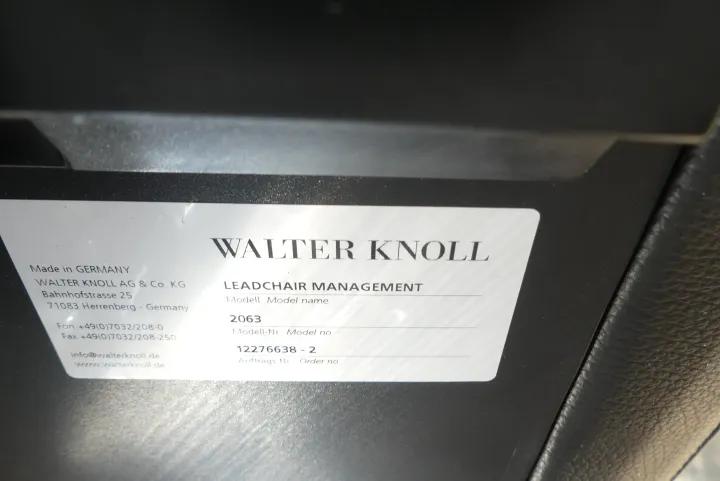 WALTER KNOLL
Made in GERMANY
WALTER KNOLL AG & Co. KG
Bahnhofstrasse 25
71083 Herrenberg - Germany
Fon +49(0)7032/208-0
Fax +49(0)7032/208-250
info@walterknoll.de
www.walterknoll.de
LEADCHAIR MANAGEMENT
Modell Model name
2063
Modell-Nr. Model no.
12276638 - 2
Auftrags Nr. Order no.